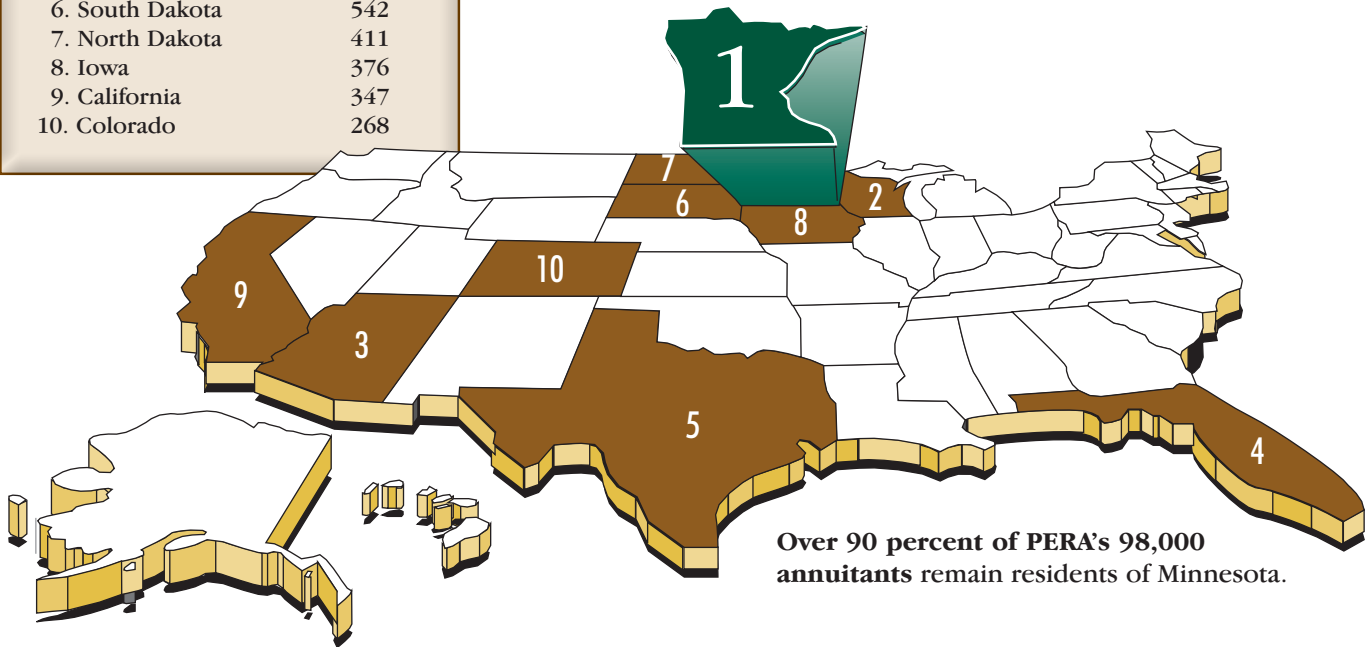 6. South Dakota 542
7. North Dakota 411
8. Iowa 376
9. California 347
10. Colorado 268
1
7
6
2
8
10
9
3
5
4
Over 90 percent of PERA's 98,000
annuitants remain residents of Minnesota.